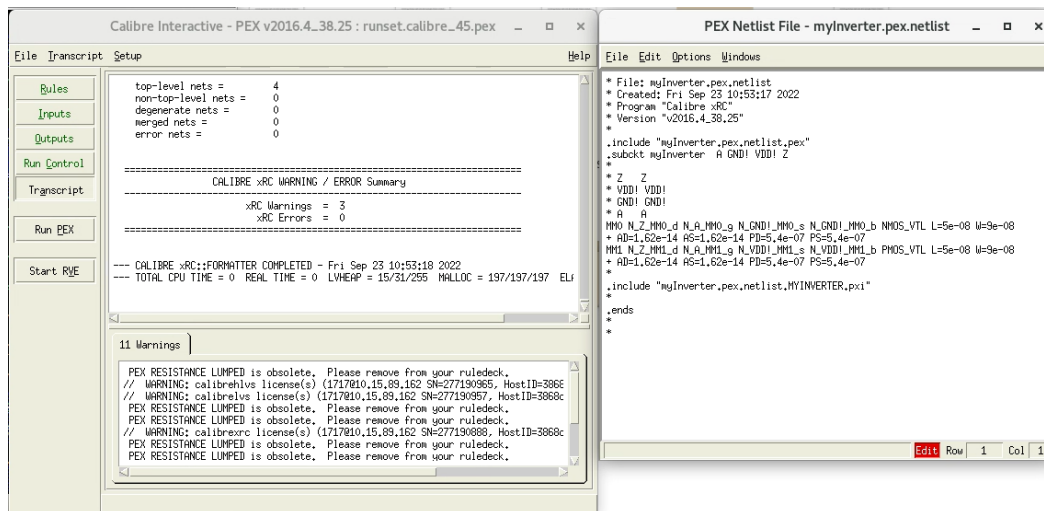 Calibre Interactive - PEX v2016.4_38.25 : runset.calibre_45.pex
File Transcript Setup Help
Rules
Inputs
Outputs
Run Control
Transcript
Run PEX
Start RVE
top-level nets = 4
non-top-level nets = 0
degenerate nets = 0
merged nets = 0
error nets = 0
================================================================
CALIBRE xRC WARNING / ERROR Summary
----------------------------------------------------------------
xRC Warnings = 3
xRC Errors = 0
================================================================
--- CALIBRE xRC::FORMATTER COMPLETED - Fri Sep 23 10:53:18 2022
--- TOTAL CPU TIME = 0 REAL TIME = 0 LVHEAP = 15/31/255 MALLOC = 197/197/197 ELA
11 Warnings
PEX RESISTANCE LUMPED is obsolete. Please remove from your ruledeck.
// WARNING: calibrehlvs license(s) (1717@10.15.89.162 SN=277190965, HostID=3868
// WARNING: calibrelvs license(s) (1717@10.15.89.162 SN=277190957, HostID=3868c
PEX RESISTANCE LUMPED is obsolete. Please remove from your ruledeck.
PEX RESISTANCE LUMPED is obsolete. Please remove from your ruledeck.
// WARNING: calibrexrc license(s) (1717@10.15.89.162 SN=277190888, HostID=3868c
PEX RESISTANCE LUMPED is obsolete. Please remove from your ruledeck.
PEX RESISTANCE LUMPED is obsolete. Please remove from your ruledeck.
PEX Netlist File - myInverter.pex.netlist
File Edit Options Windows
* File: myInverter.pex.netlist
* Created: Fri Sep 23 10:53:17 2022
* Program "Calibre xRC"
* Version "v2016.4_38.25"
*
.include "myInverter.pex.netlist.pex"
.subckt myInverter A GND! VDD! Z
*
* Z Z
* VDD! VDD!
* GND! GND!
* A A
MM0 N_Z_MM0_d N_A_MM0_g N_GND!_MM0_s N_GND!_MM0_b NMOS_VTL L=5e-08 W=9e-08
+ AD=1.62e-14 AS=1.62e-14 PD=5.4e-07 PS=5.4e-07
MM1 N_Z_MM1_d N_A_MM1_g N_VDD!_MM1_s N_VDD!_MM1_b PMOS_VTL L=5e-08 W=9e-08
+ AD=1.62e-14 AS=1.62e-14 PD=5.4e-07 PS=5.4e-07
*
.include "myInverter.pex.netlist.MYINVERTER.pxi"
*
.ends
*
*
Edit Row 1 Col 1